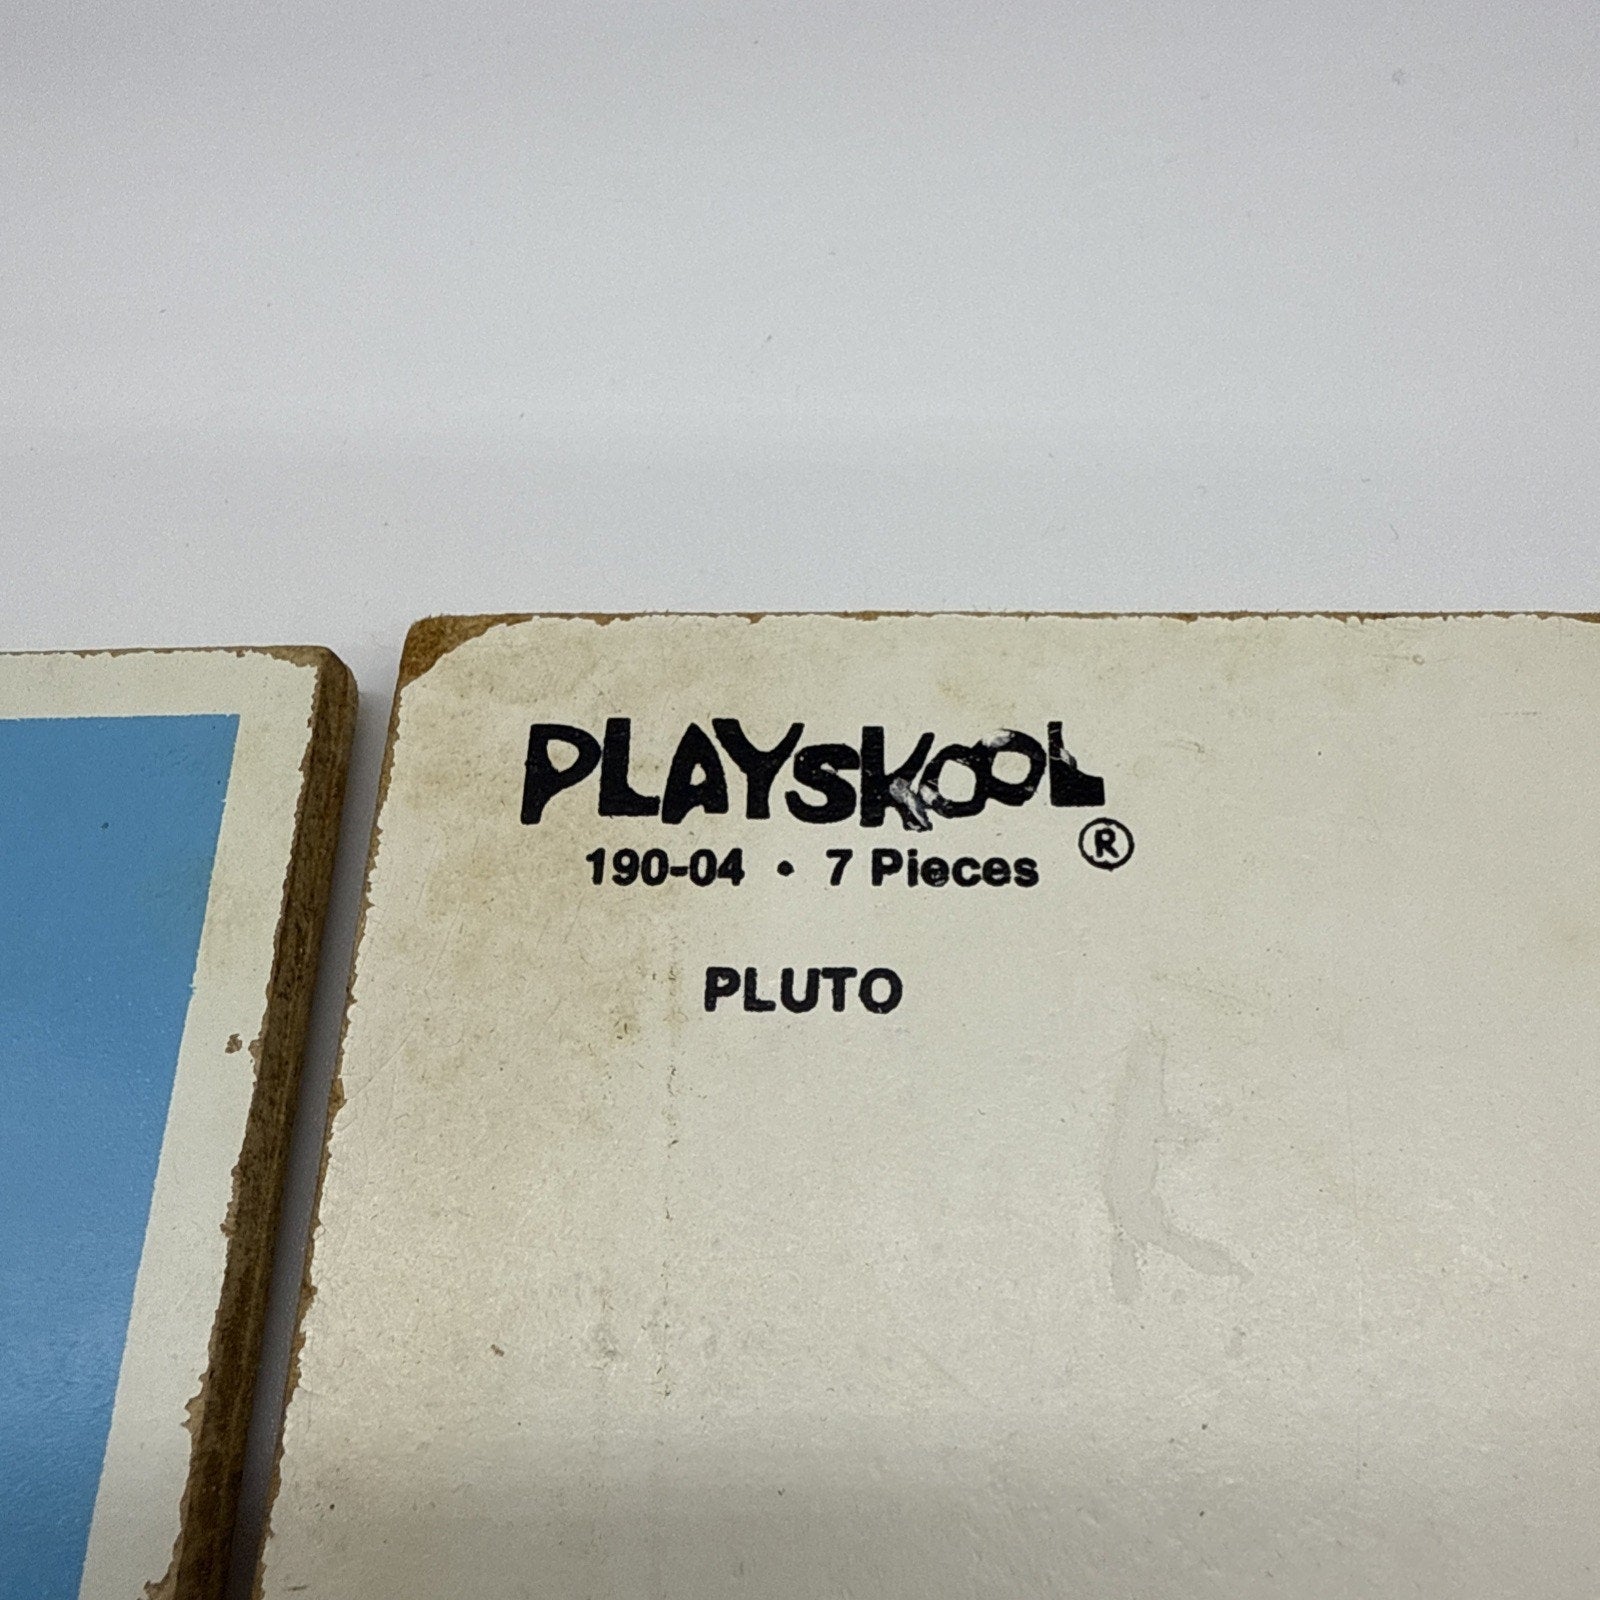 PLAYSKOOL®
190-04 • 7 Pieces
PLUTO